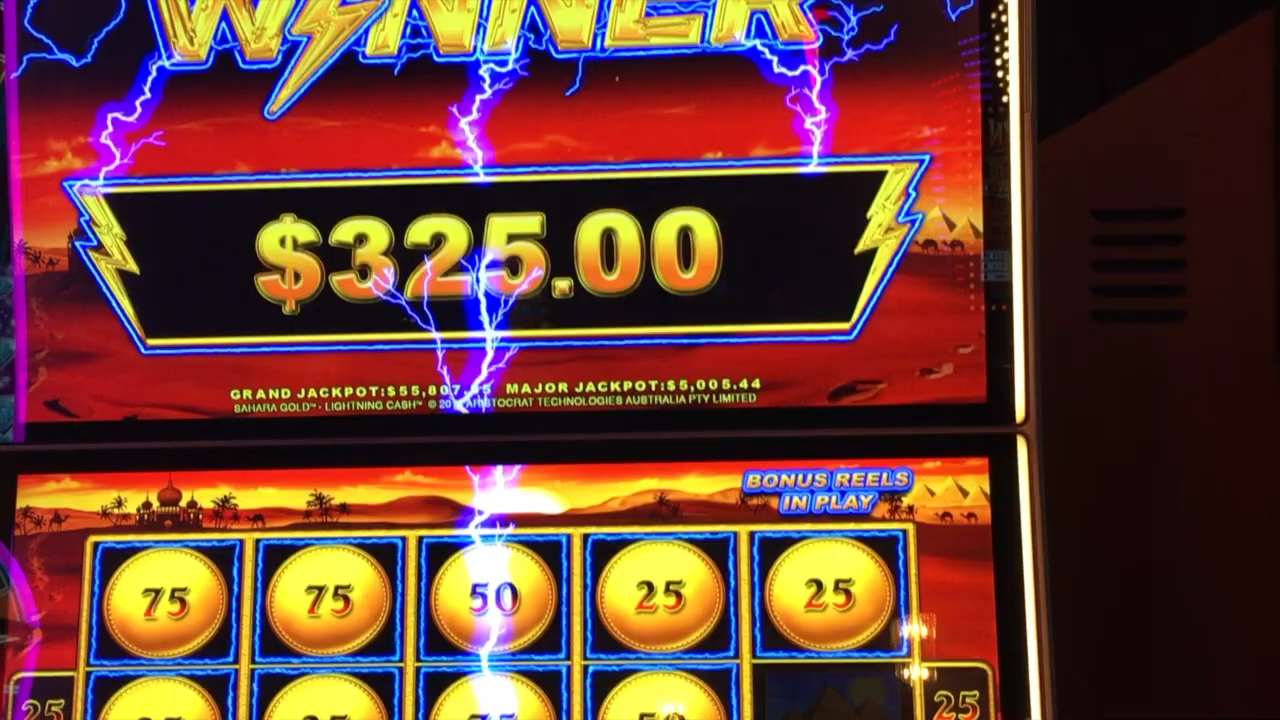 WINNER
$325.00
GRAND JACKPOT:$55,807. MAJOR JACKPOT:$5,005.44
SAHARA GOLD™ - LIGHTNING CASH™ © ARISTOCRAT TECHNOLOGIES AUSTRALIA PTY LIMITED
BONUS REELS
IN PLAY
75 75 50 25 25
25 25